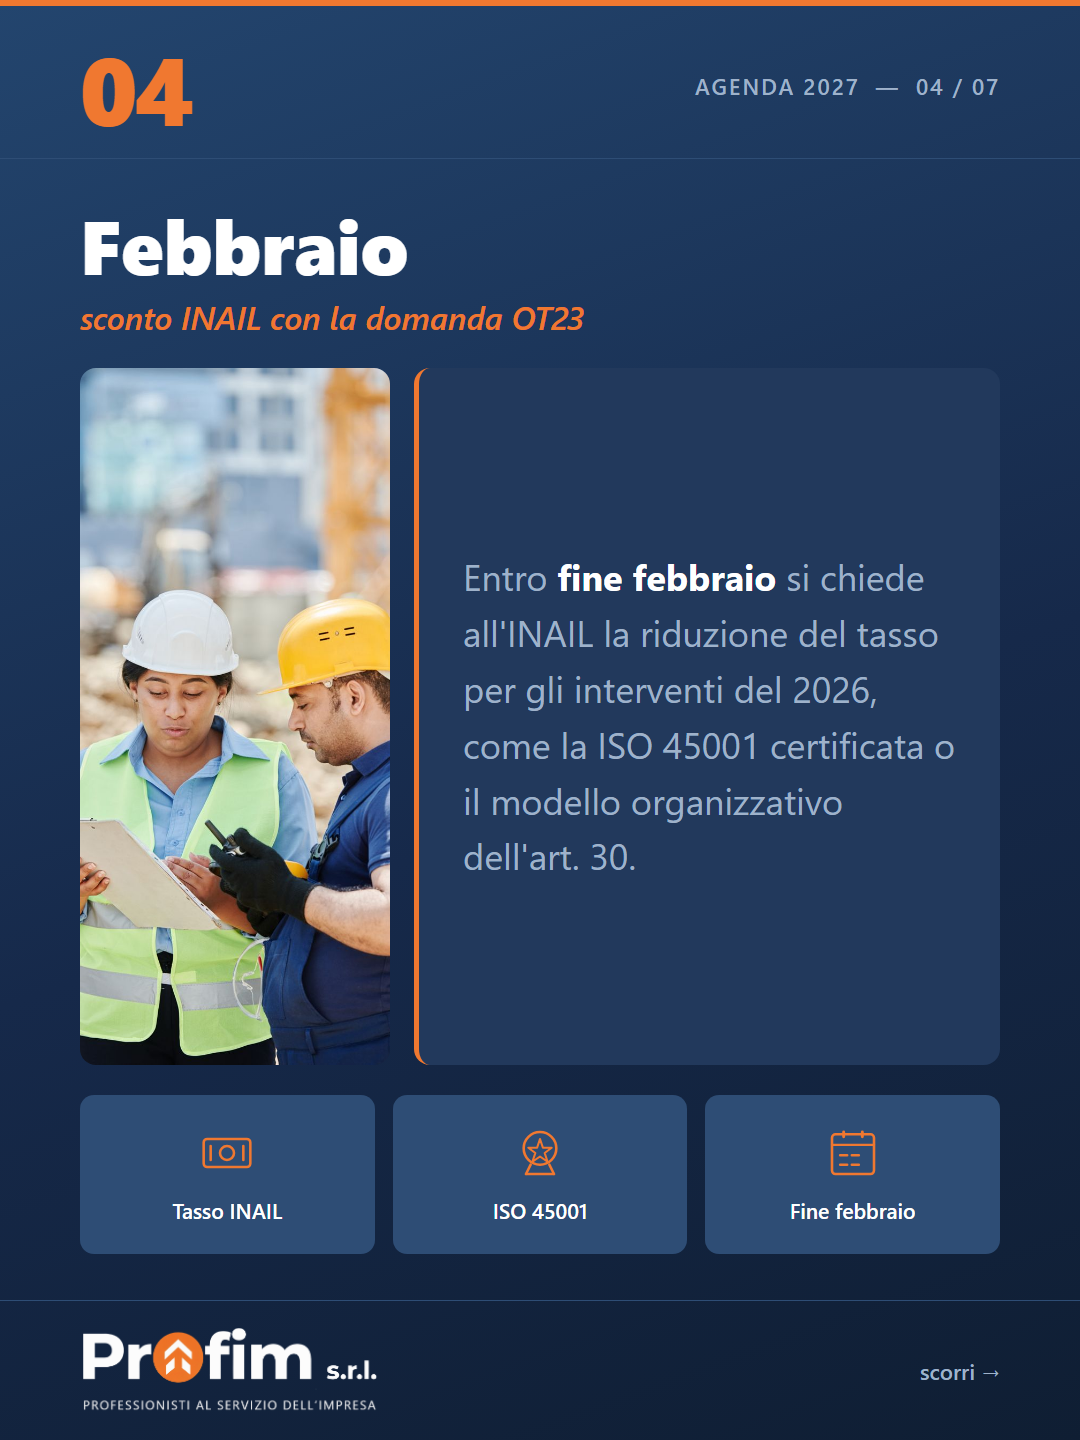 04
AGENDA 2027 — 04 / 07
Febbraio
sconto INAIL con la domanda OT23
Entro fine febbraio si chiede
all'INAIL la riduzione del tasso
per gli interventi del 2026,
come la ISO 45001 certificata o
il modello organizzativo
dell'art. 30.
Tasso INAIL
ISO 45001
Fine febbraio
Profim s.r.l.
PROFESSIONISTI AL SERVIZIO DELL'IMPRESA
scorri →